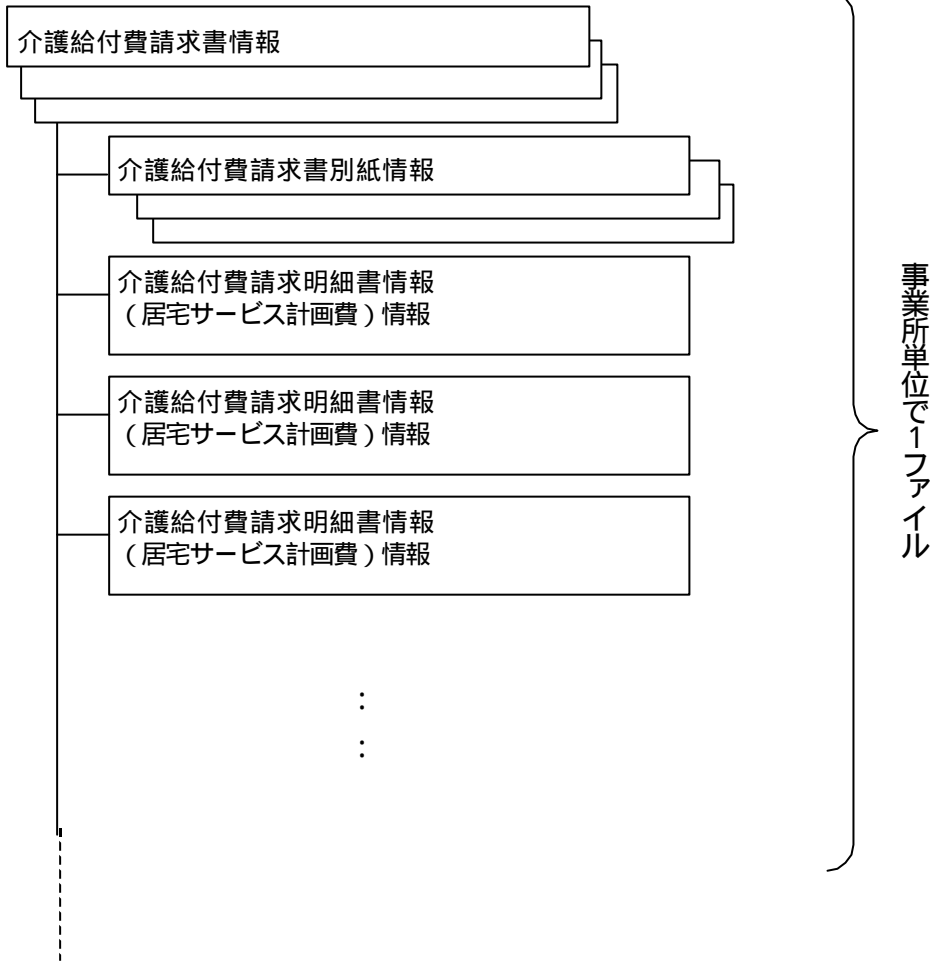 介護給付費請求書情報
介護給付費請求書別紙情報
介護給付費請求明細書情報
（居宅サービス計画費）情報
介護給付費請求明細書情報
（居宅サービス計画費）情報
介護給付費請求明細書情報
（居宅サービス計画費）情報
：
：
事業所単位で1ファイル